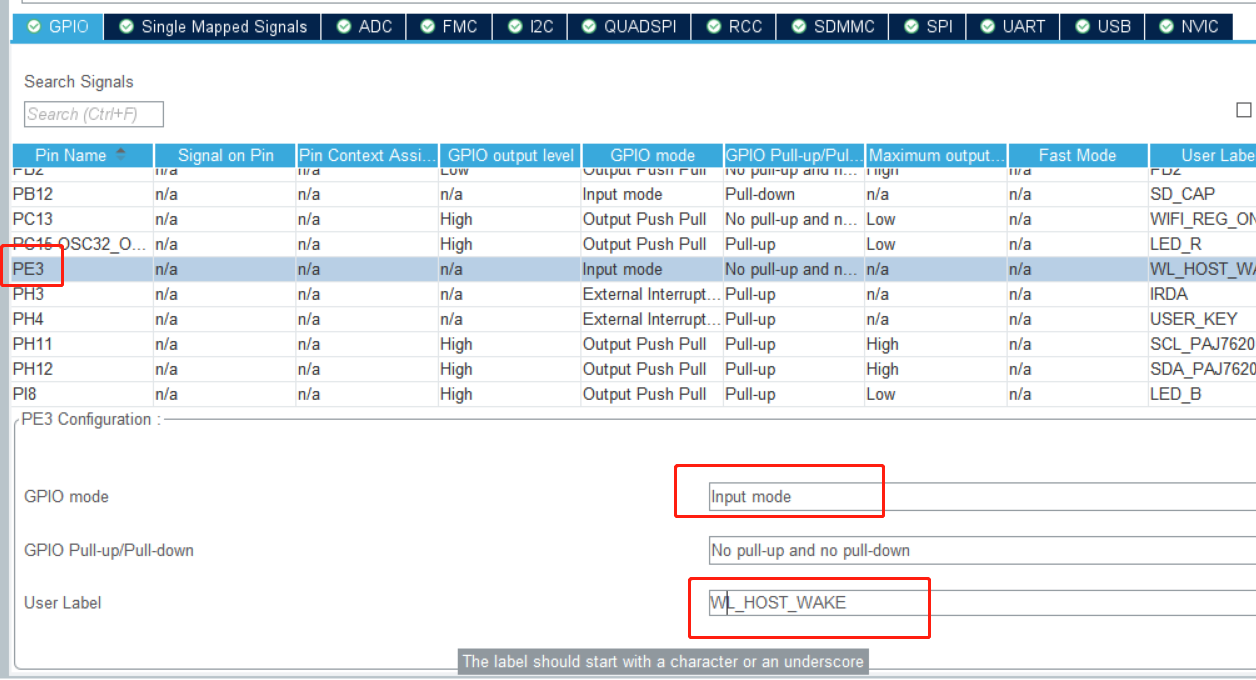 GPIO Single Mapped Signals ADC FMC I2C QUADSPI RCC SDMMC SPI UART USB NVIC
Search Signals
Search (Ctrl+F)
Pin Name Signal on Pin Pin Context Assi... GPIO output level GPIO mode GPIO Pull-up/Pul... Maximum output... Fast Mode User Labe
PD2 n/a n/a Low Output Push Pull No pull-up and n... High n/a PD2
PB12 n/a n/a n/a Input mode Pull-down n/a n/a SD_CAP
PC13 n/a n/a High Output Push Pull No pull-up and n... Low n/a WIFI_REG_ON
PC15-OSC32_O... n/a n/a High Output Push Pull Pull-up Low n/a LED_R
PE3 n/a n/a n/a Input mode No pull-up and n... n/a n/a WL_HOST_WA
PH3 n/a n/a n/a External Interrupt... Pull-up n/a n/a IRDA
PH4 n/a n/a n/a External Interrupt... Pull-up n/a n/a USER_KEY
PH11 n/a n/a High Output Push Pull Pull-up High n/a SCL_PAJ7620
PH12 n/a n/a High Output Push Pull Pull-up High n/a SDA_PAJ7620
PI8 n/a n/a High Output Push Pull Pull-up Low n/a LED_B
PE3 Configuration :
GPIO mode Input mode
GPIO Pull-up/Pull-down No pull-up and no pull-down
User Label WL_HOST_WAKE
The label should start with a character or an underscore